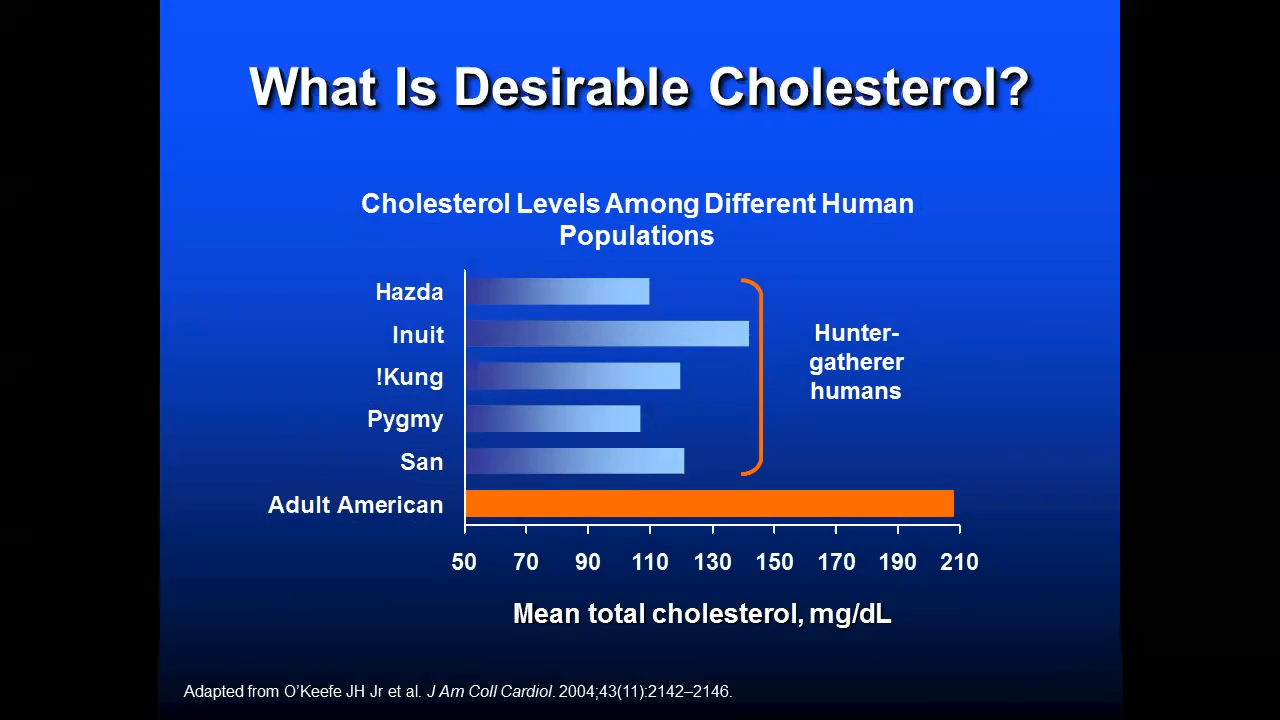 What Is Desirable Cholesterol?
Cholesterol Levels Among Different Human
Populations
Hazda
Inuit
!Kung
Pygmy
San
Adult American
Hunter-
gatherer
humans
50 70 90 110 130 150 170 190 210
Mean total cholesterol, mg/dL
Adapted from O’Keefe JH Jr et al. J Am Coll Cardiol. 2004;43(11):2142–2146.